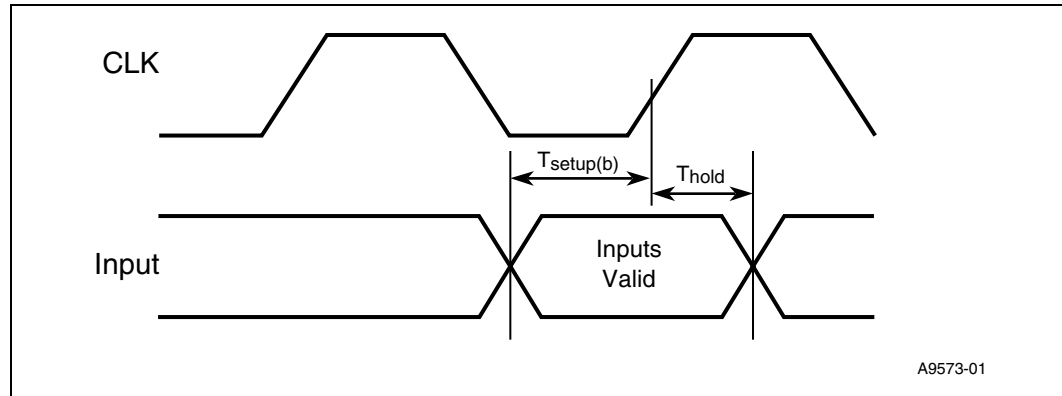 CLK
Tsetup(b)
Thold
Input
Inputs
Valid
A9573-01